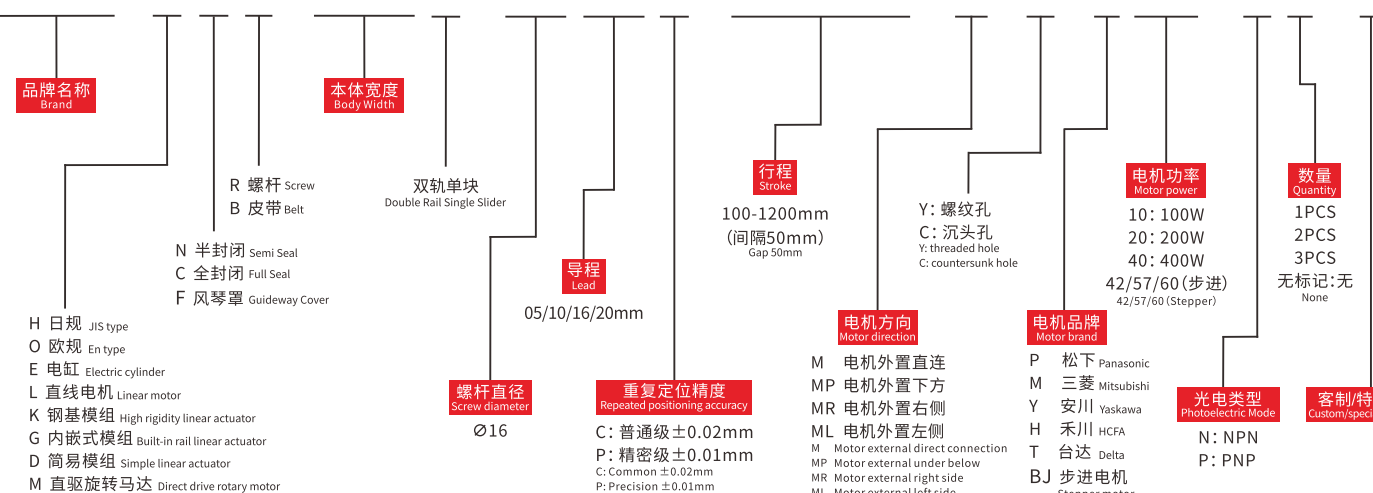 品牌名称
Brand
H 日规 JIS type
O 欧规 En type
E 电缸 Electric cylinder
L 直线电机 Linear motor
K 钢基模组 High rigidity linear actuator
G 内嵌式模组 Built-in rail linear actuator
D 简易模组 Simple linear actuator
M 直驱旋转马达 Direct drive rotary motor
N 半封闭 Semi Seal
C 全封闭 Full Seal
F 风琴罩 Guideway Cover
R 螺杆 Screw
B 皮带 Belt
本体宽度
Body Width
双轨单块
Double Rail Single Slider
螺杆直径
Screw diameter
Ø16
导程
Lead
05/10/16/20mm
重复定位精度
Repeated positioning accuracy
C：普通级±0.02mm
P：精密级±0.01mm
C: Common ±0.02mm
P: Precision ±0.01mm
行程
Stroke
100-1200mm
（间隔50mm）
Gap 50mm
电机方向
Motor direction
M 电机外置直连
MP 电机外置下方
MR 电机外置右侧
ML 电机外置左侧
M Motor external direct connection
MP Motor external under below
MR Motor external right side
ML Motor external left side
Y：螺纹孔
C：沉头孔
Y: threaded hole
C: countersunk hole
电机品牌
Motor brand
P 松下 Panasonic
M 三菱 Mitsubishi
Y 安川 Yaskawa
H 禾川 HCFA
T 台达 Delta
BJ 步进电机
Stepper motor
电机功率
Motor power
10：100W
20：200W
40：400W
42/57/60（步进）
42/57/60（Stepper）
光电类型
Photoelectric Mode
N：NPN
P：PNP
数量
Quantity
1PCS
2PCS
3PCS
无标记：无
None
客制/特
Custom/speci